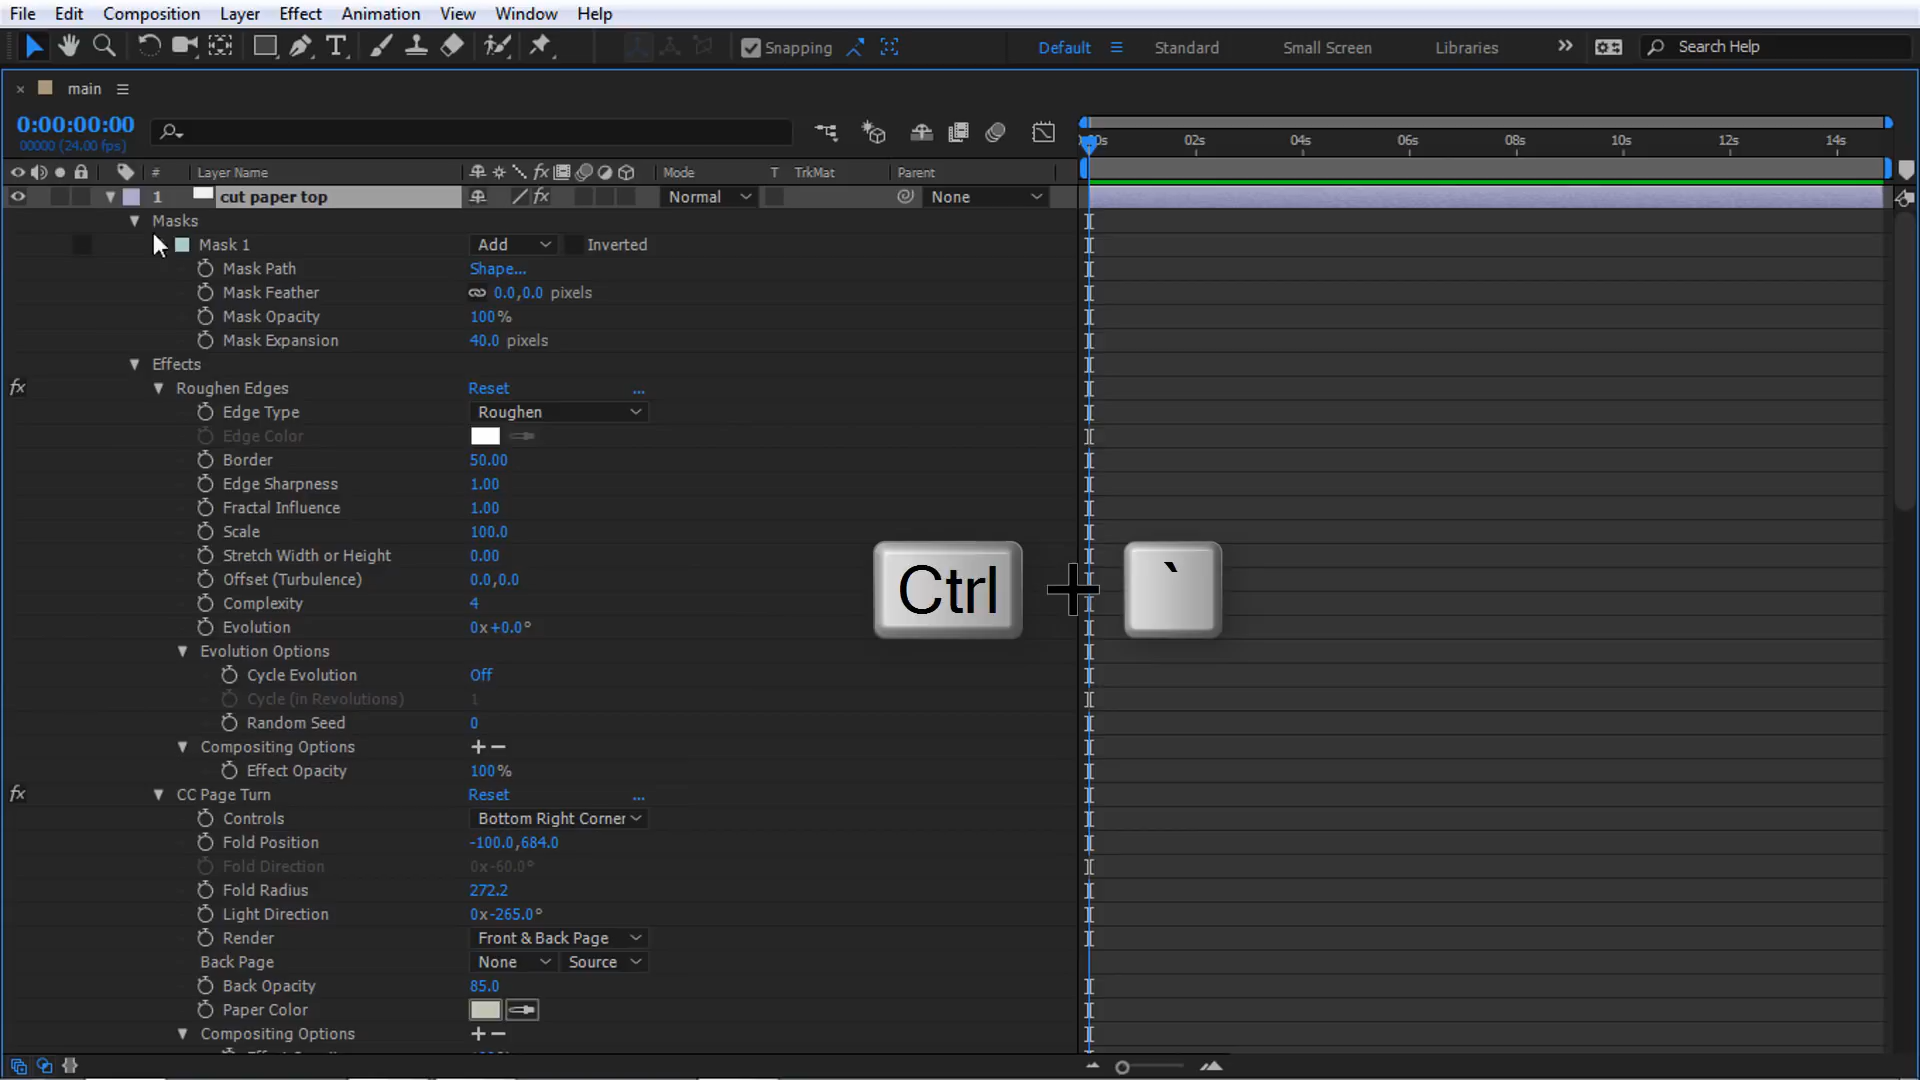 File Edit Composition Layer Effect Animation View Window Help
Snapping Default Standard Small Screen Libraries Search Help
main
0:00:00:00
00000 (24.00 fps)
00s 02s 04s 06s 08s 10s 12s 14s
# Layer Name fx Mode T TrkMat Parent
1 cut paper top fx Normal None
Masks
Mask 1 Add Inverted
Mask Path Shape...
Mask Feather 0.0,0.0 pixels
Mask Opacity 100%
Mask Expansion 40.0 pixels
Effects
fx Roughen Edges Reset ...
Edge Type Roughen
Edge Color
Border 50.00
Edge Sharpness 1.00
Fractal Influence 1.00
Scale 100.0
Stretch Width or Height 0.00
Offset (Turbulence) 0.0,0.0
Complexity 4
Evolution 0x+0.0°
Ctrl + `
Evolution Options
Cycle Evolution Off
Cycle (in Revolutions) 1
Random Seed 0
Compositing Options + −
Effect Opacity 100%
fx CC Page Turn Reset ...
Controls Bottom Right Corner
Fold Position -100.0,684.0
Fold Direction 0x-60.0°
Fold Radius 272.2
Light Direction 0x-265.0°
Render Front & Back Page
Back Page None Source
Back Opacity 85.0
Paper Color
Compositing Options + −